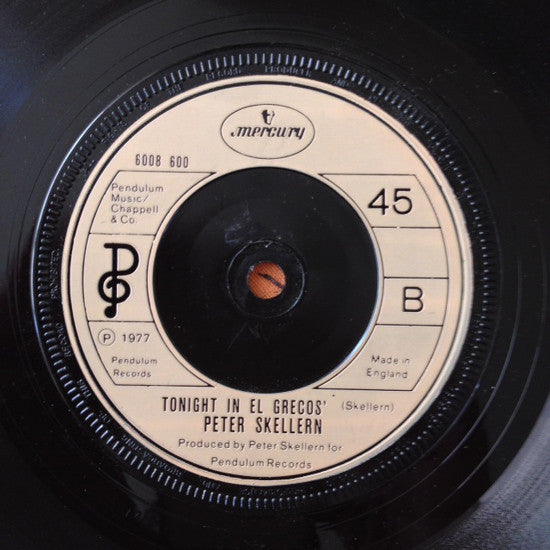 mercury
6008 600
Pendulum
Music/
Chappell
& Co.
45
B
℗ 1977
Pendulum
Records
Made in
England
TONIGHT IN EL GRECOS' (Skellern)
PETER SKELLERN
Produced by Peter Skellern for
Pendulum Records